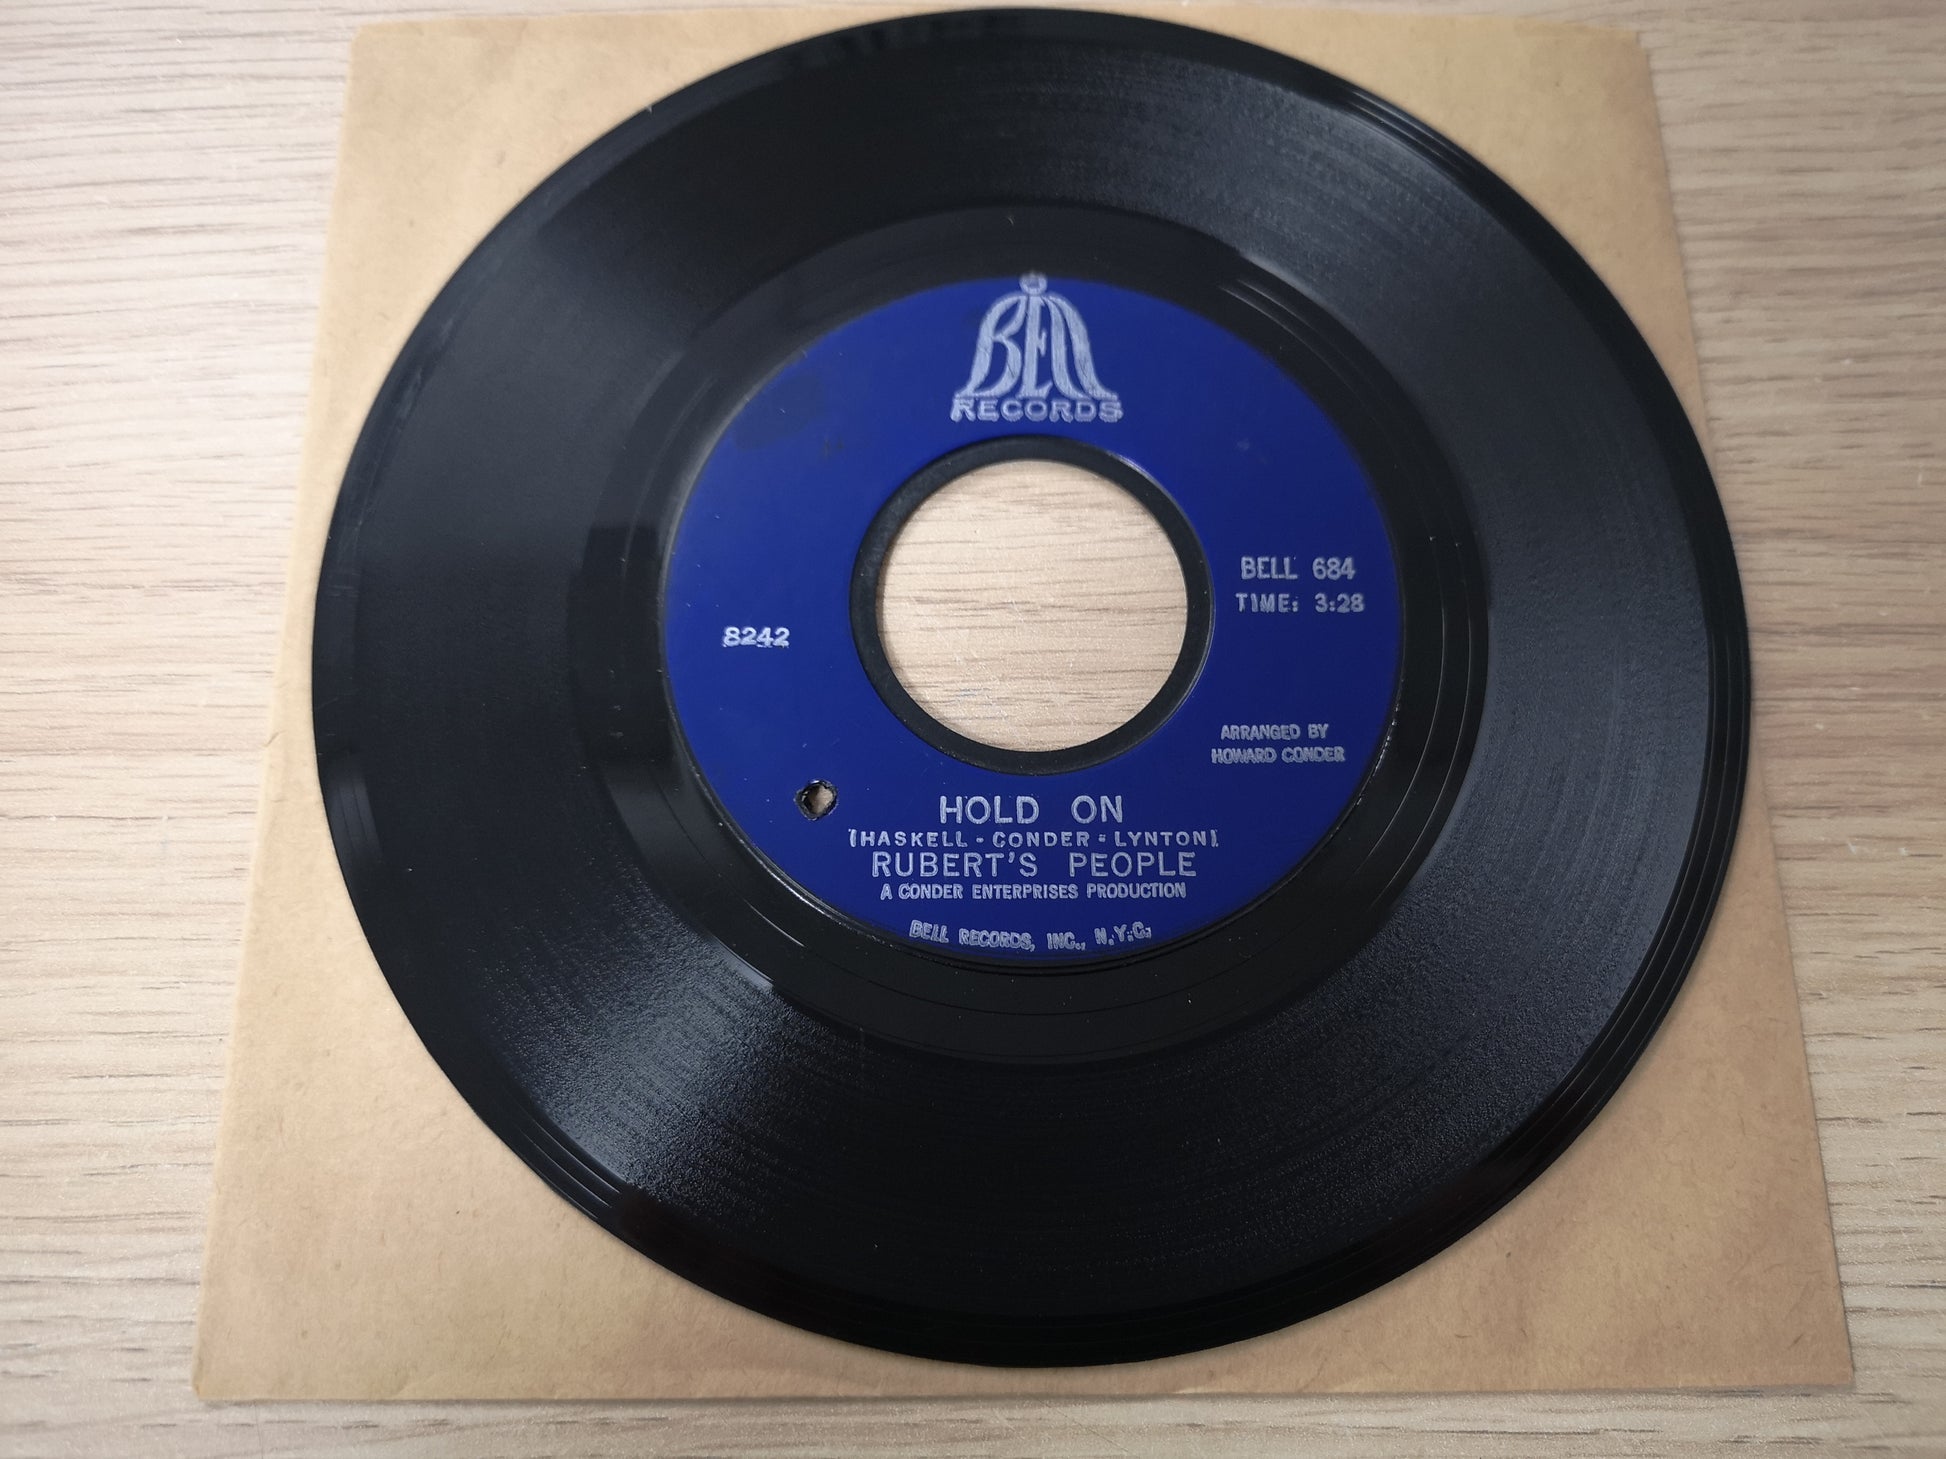 BELL
RECORDS
BELL 684
TIME: 3:28
8242
ARRANGED BY
HOWARD CONDER
HOLD ON
(HASKELL - CONDER - LYNTON)
RUBERT'S PEOPLE
A CONDER ENTERPRISES PRODUCTION
BELL RECORDS, INC., N.Y.C.